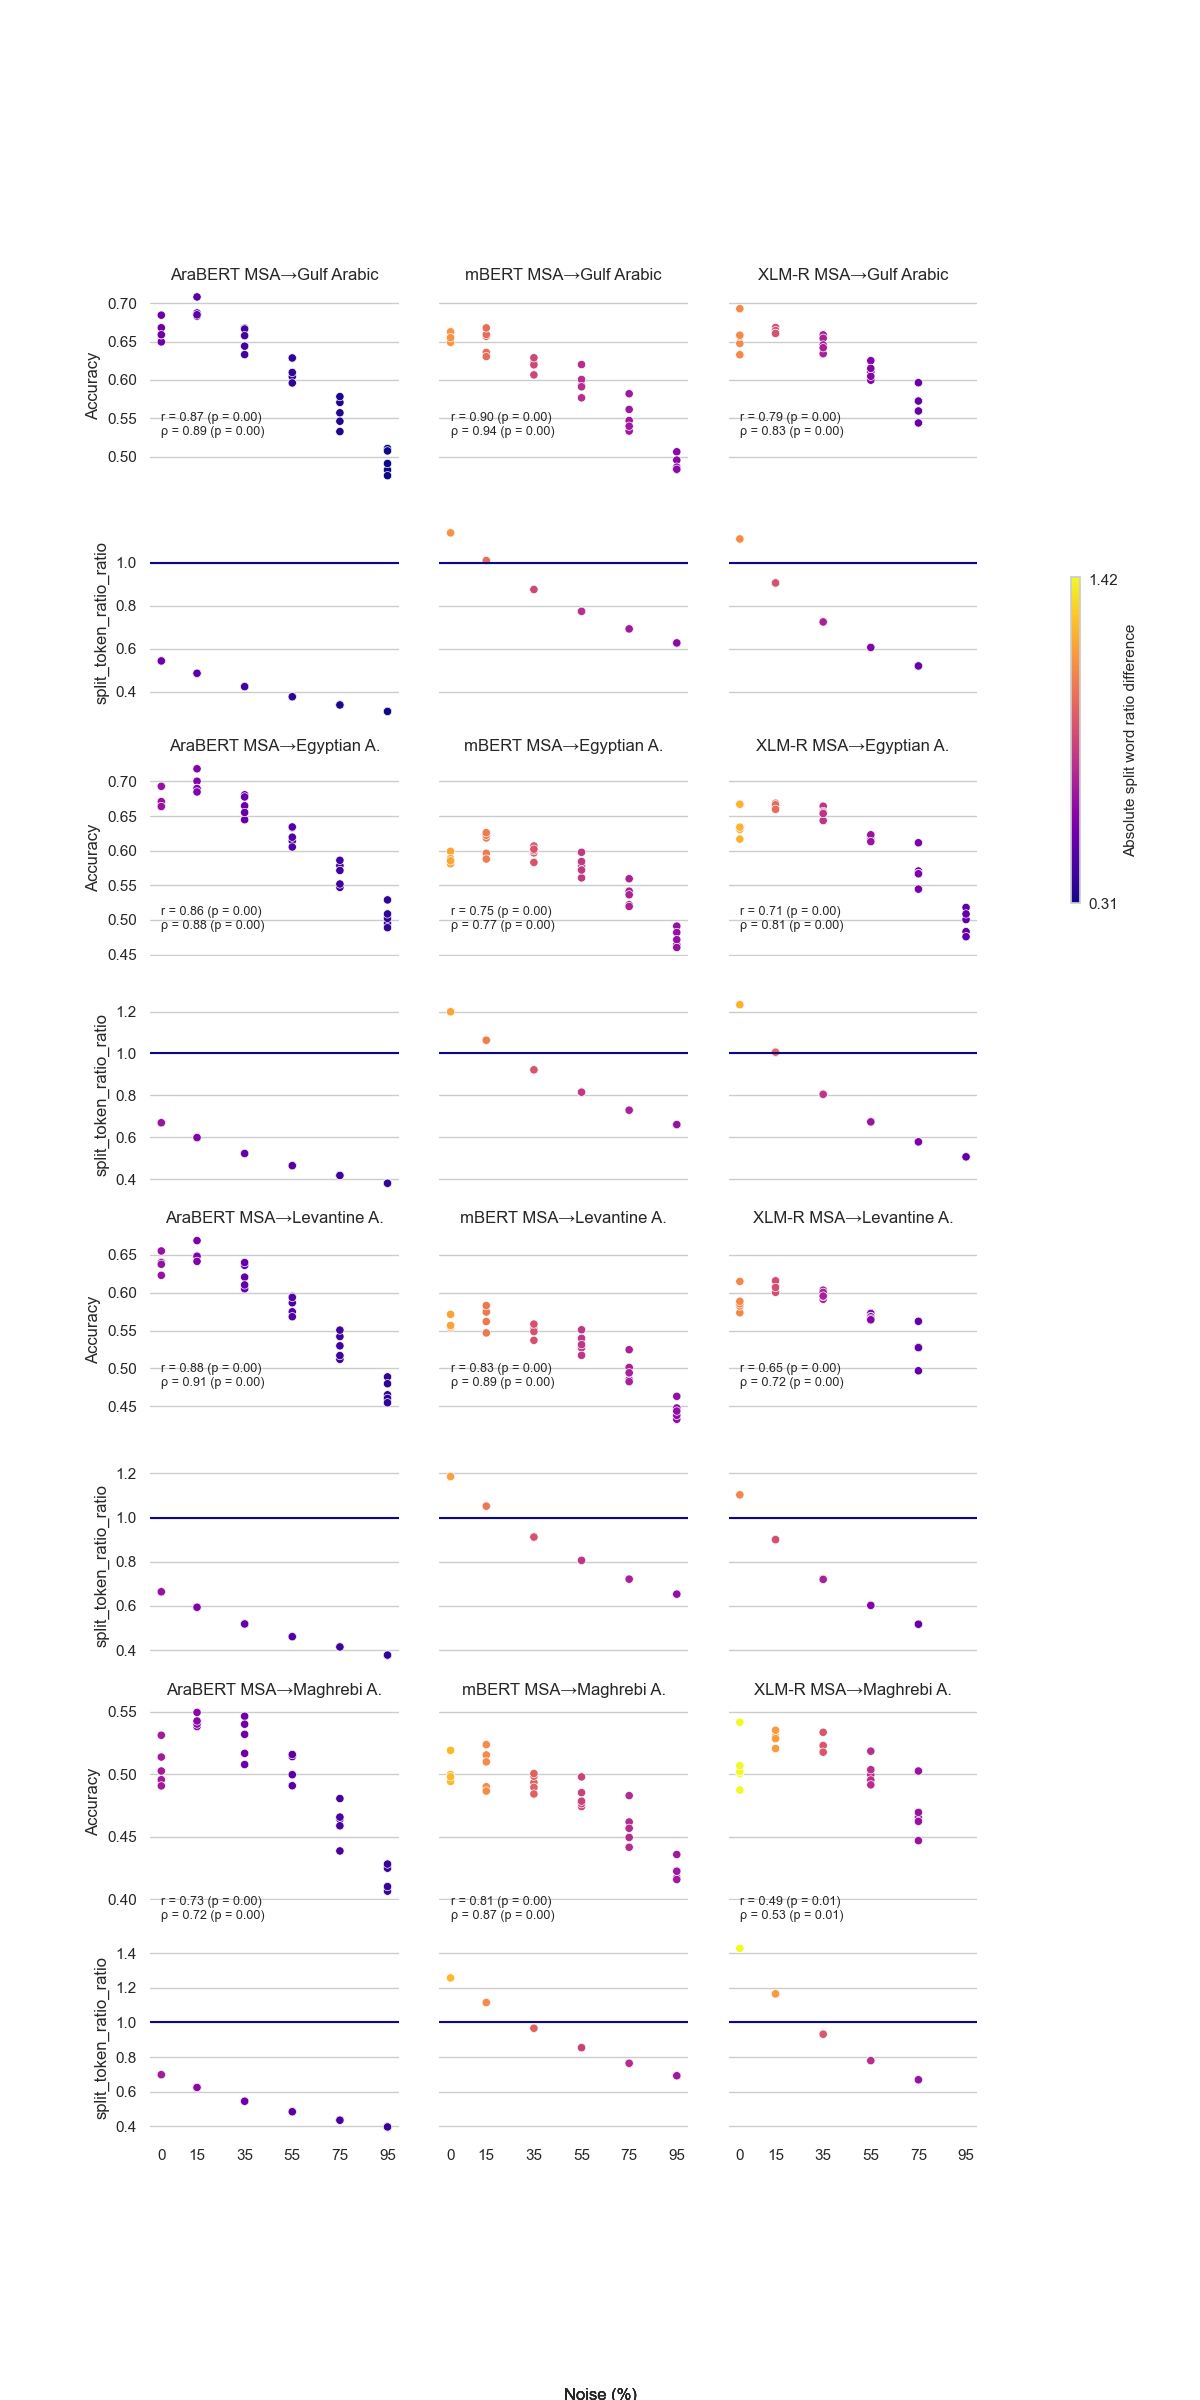 AraBERT MSA→Gulf Arabic
mBERT MSA→Gulf Arabic
XLM-R MSA→Gulf Arabic
Accuracy
0.70
0.65
0.60
0.55
0.50
r = 0.87 (p = 0.00)
ρ = 0.89 (p = 0.00)
r = 0.90 (p = 0.00)
ρ = 0.94 (p = 0.00)
r = 0.79 (p = 0.00)
ρ = 0.83 (p = 0.00)
split_token_ratio_ratio
1.0
0.8
0.6
0.4
1.42
Absolute split word ratio difference
0.31
AraBERT MSA→Egyptian A.
mBERT MSA→Egyptian A.
XLM-R MSA→Egyptian A.
Accuracy
0.70
0.65
0.60
0.55
0.50
0.45
r = 0.86 (p = 0.00)
ρ = 0.88 (p = 0.00)
r = 0.75 (p = 0.00)
ρ = 0.77 (p = 0.00)
r = 0.71 (p = 0.00)
ρ = 0.81 (p = 0.00)
split_token_ratio_ratio
1.2
1.0
0.8
0.6
0.4
AraBERT MSA→Levantine A.
mBERT MSA→Levantine A.
XLM-R MSA→Levantine A.
Accuracy
0.65
0.60
0.55
0.50
0.45
r = 0.88 (p = 0.00)
ρ = 0.91 (p = 0.00)
r = 0.83 (p = 0.00)
ρ = 0.89 (p = 0.00)
r = 0.65 (p = 0.00)
ρ = 0.72 (p = 0.00)
split_token_ratio_ratio
1.2
1.0
0.8
0.6
0.4
AraBERT MSA→Maghrebi A.
mBERT MSA→Maghrebi A.
XLM-R MSA→Maghrebi A.
Accuracy
0.55
0.50
0.45
0.40
r = 0.73 (p = 0.00)
ρ = 0.72 (p = 0.00)
r = 0.81 (p = 0.00)
ρ = 0.87 (p = 0.00)
r = 0.49 (p = 0.01)
ρ = 0.53 (p = 0.01)
split_token_ratio_ratio
1.4
1.2
1.0
0.8
0.6
0.4
0 15 35 55 75 95
0 15 35 55 75 95
0 15 35 55 75 95
Noise (%)